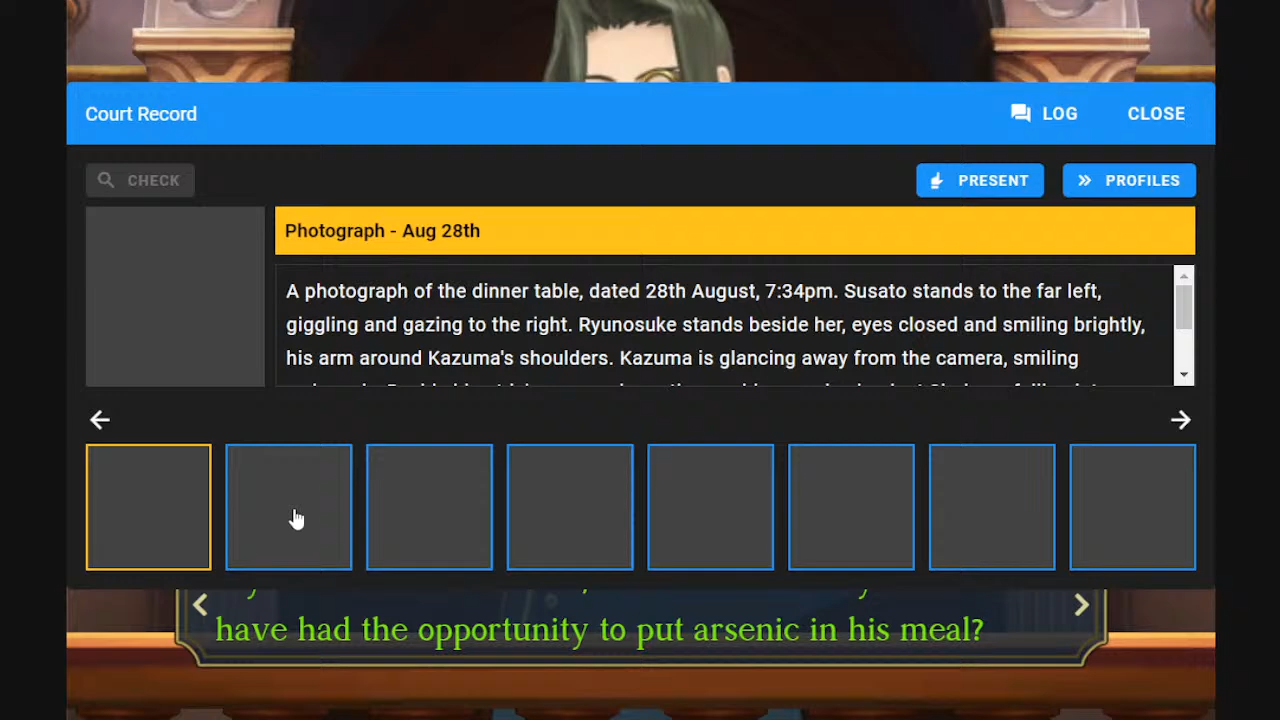 Court Record
LOG
CLOSE
CHECK
PRESENT
PROFILES
Photograph - Aug 28th
A photograph of the dinner table, dated 28th August, 7:34pm. Susato stands to the far left,
giggling and gazing to the right. Ryunosuke stands beside her, eyes closed and smiling brightly,
his arm around Kazuma's shoulders. Kazuma is glancing away from the camera, smiling
have had the opportunity to put arsenic in his meal?